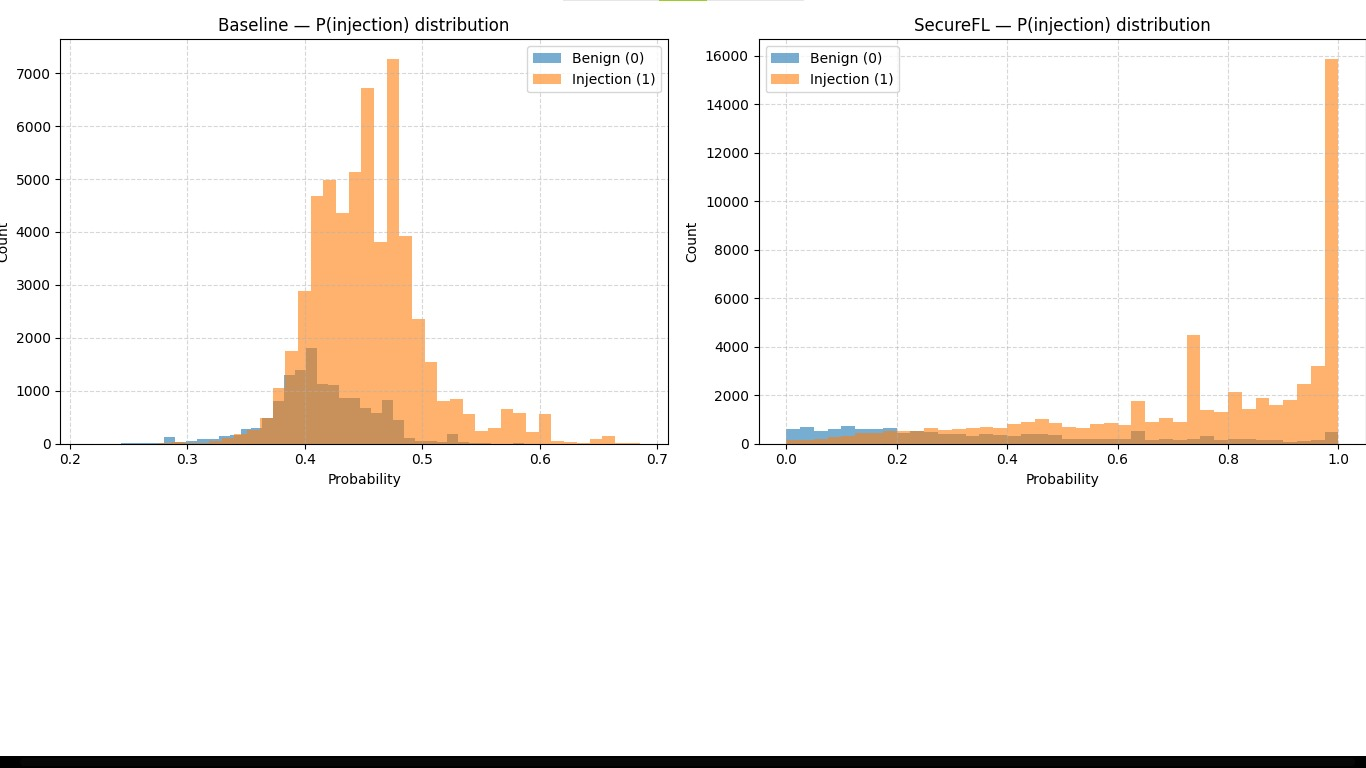 Baseline — P(injection) distribution
Benign (0)
Injection (1)
7000
6000
5000
4000
3000
2000
1000
0
Count
0.2
0.3
0.4
0.5
0.6
0.7
Probability
SecureFL — P(injection) distribution
Benign (0)
Injection (1)
16000
14000
12000
10000
8000
6000
4000
2000
0
Count
0.0
0.2
0.4
0.6
0.8
1.0
Probability